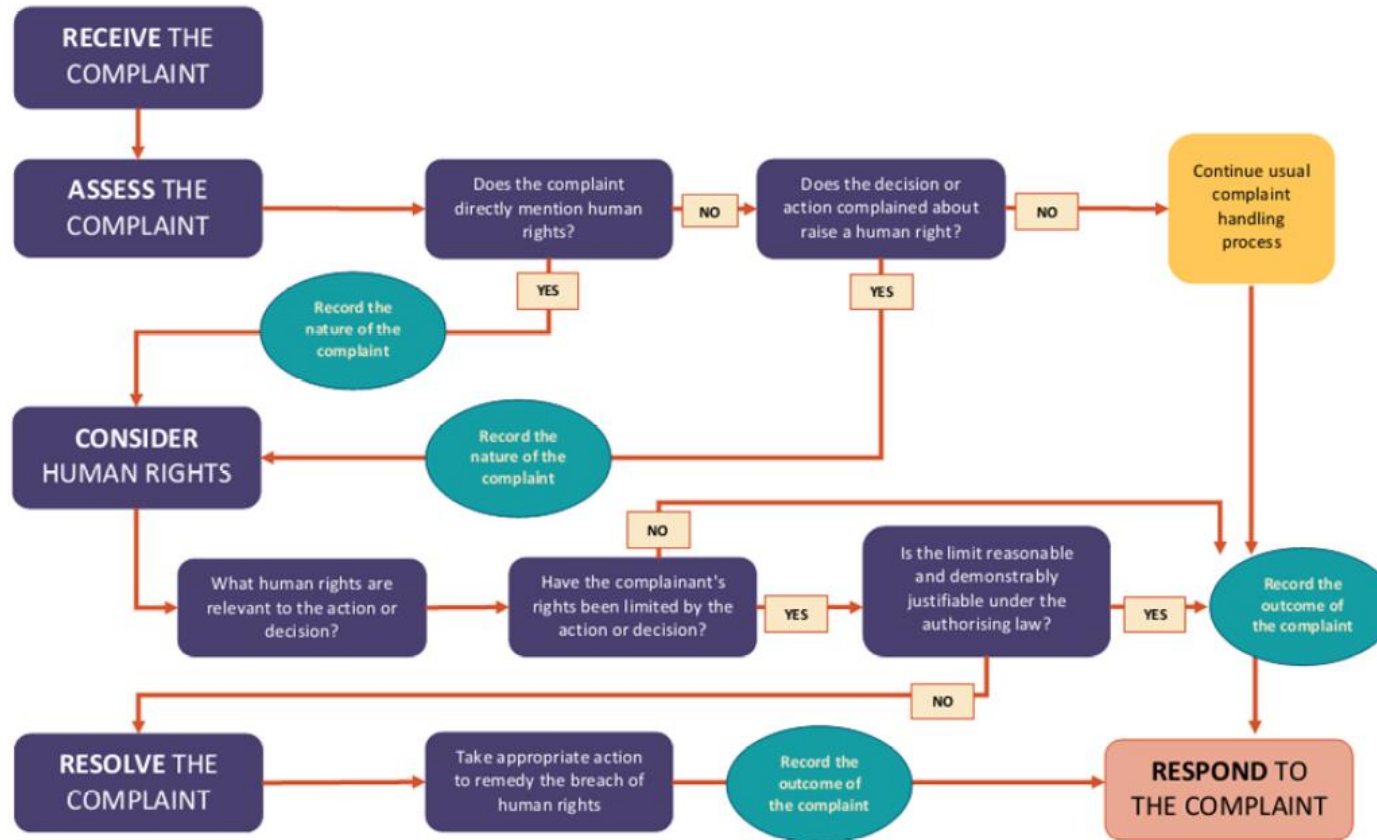 RECEIVE THE
COMPLAINT
ASSESS THE
COMPLAINT
Does the complaint
directly mention human
rights?
NO
Does the decision or
action complained about
raise a human right?
NO
Continue usual
complaint
handling
process
YES
YES
Record the
nature of the
complaint
CONSIDER
HUMAN RIGHTS
Record the
nature of the
complaint
NO
What human rights are
relevant to the action or
decision?
Have the complainant's
rights been limited by the
action or decision?
YES
Is the limit reasonable
and demonstrably
justifiable under the
authorising law?
YES
Record the
outcome of
the complaint
NO
RESOLVE THE
COMPLAINT
Take appropriate action
to remedy the breach of
human rights
Record the
outcome of
the complaint
RESPOND TO
THE COMPLAINT